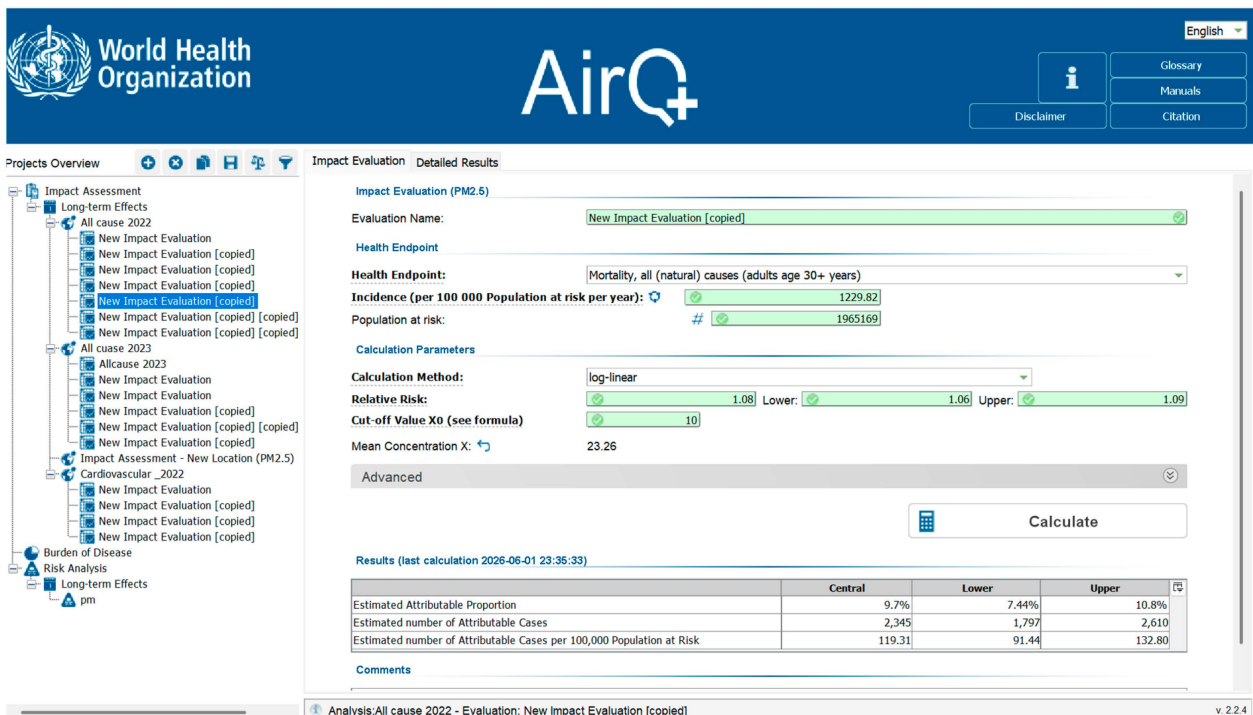 World Health
Organization
AirQ+
English
i
Glossary
Manuals
Disclaimer
Citation
Projects Overview
Impact Assessment
Long-term Effects
All cause 2022
New Impact Evaluation
New Impact Evaluation [copied]
New Impact Evaluation [copied]
New Impact Evaluation [copied]
New Impact Evaluation [copied]
New Impact Evaluation [copied] [copied]
New Impact Evaluation [copied] [copied]
All cuase 2023
Allcause 2023
New Impact Evaluation
New Impact Evaluation
New Impact Evaluation [copied]
New Impact Evaluation [copied] [copied]
New Impact Evaluation [copied]
Impact Assessment - New Location (PM2.5)
Cardiovascular _2022
New Impact Evaluation
New Impact Evaluation [copied]
New Impact Evaluation [copied]
New Impact Evaluation [copied]
Burden of Disease
Risk Analysis
Long-term Effects
pm
Impact Evaluation Detailed Results
Impact Evaluation (PM2.5)
Evaluation Name: New Impact Evaluation [copied]
Health Endpoint
Health Endpoint: Mortality, all (natural) causes (adults age 30+ years)
Incidence (per 100 000 Population at risk per year): 1229.82
Population at risk: # 1965169
Calculation Parameters
Calculation Method: log-linear
Relative Risk: 1.08 Lower: 1.06 Upper: 1.09
Cut-off Value X0 (see formula) 10
Mean Concentration X: 23.26
Advanced
Calculate
Results (last calculation 2026-06-01 23:35:33)
Central Lower Upper
Estimated Attributable Proportion 9.7% 7.44% 10.8%
Estimated number of Attributable Cases 2,345 1,797 2,610
Estimated number of Attributable Cases per 100,000 Population at Risk 119.31 91.44 132.80
Comments
Analysis:All cause 2022 - Evaluation: New Impact Evaluation [copied] v. 2.2.4